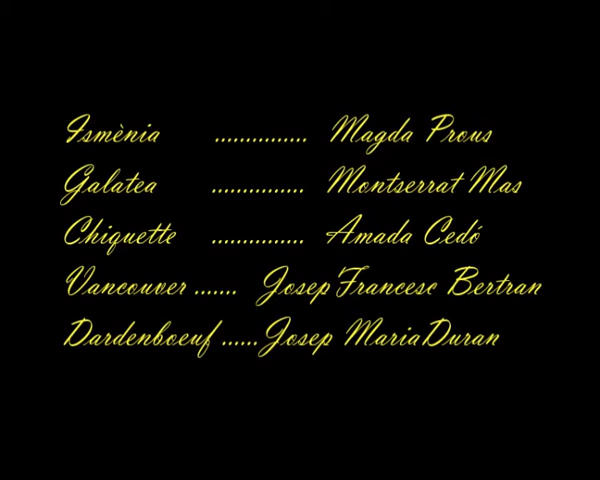 Ismènia ............... Magda Prous
Galatea ............... Montserrat Mas
Chiquette ............... Amada Cedó
Vancouver ....... Josep Francesc Bertran
Dardenboeuf ...... Josep Maria Duran